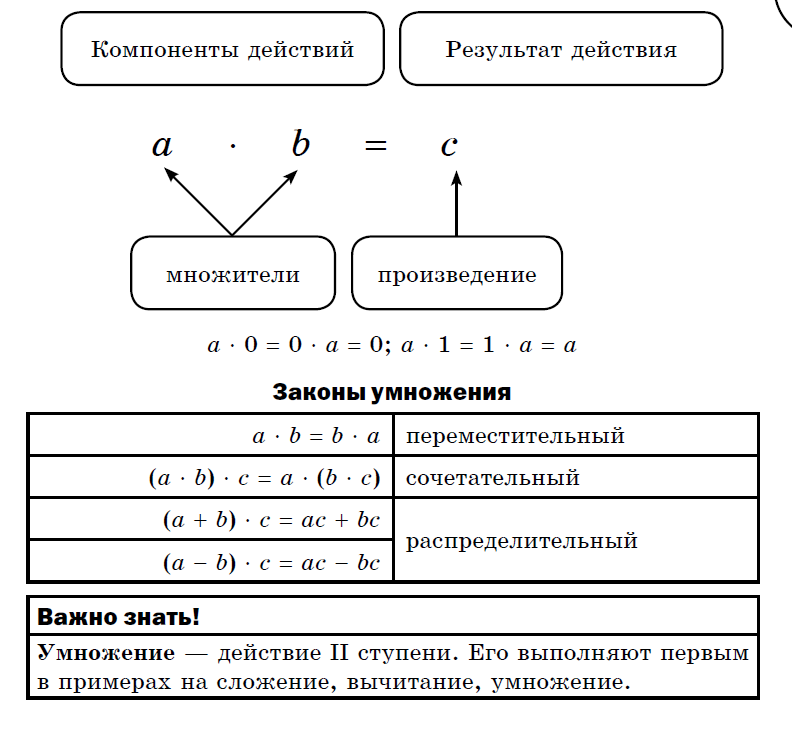 Компоненты действий
Результат действия
a · b = c
множители
произведение
a · 0 = 0 · a = 0; a · 1 = 1 · a = a
Законы умножения
a · b = b · a
переместительный
(a · b) · c = a · (b · c)
сочетательный
(a + b) · c = ac + bc
распределительный
(a − b) · c = ac − bc
Важно знать!
Умножение — действие II ступени. Его выполняют первым
в примерах на сложение, вычитание, умножение.